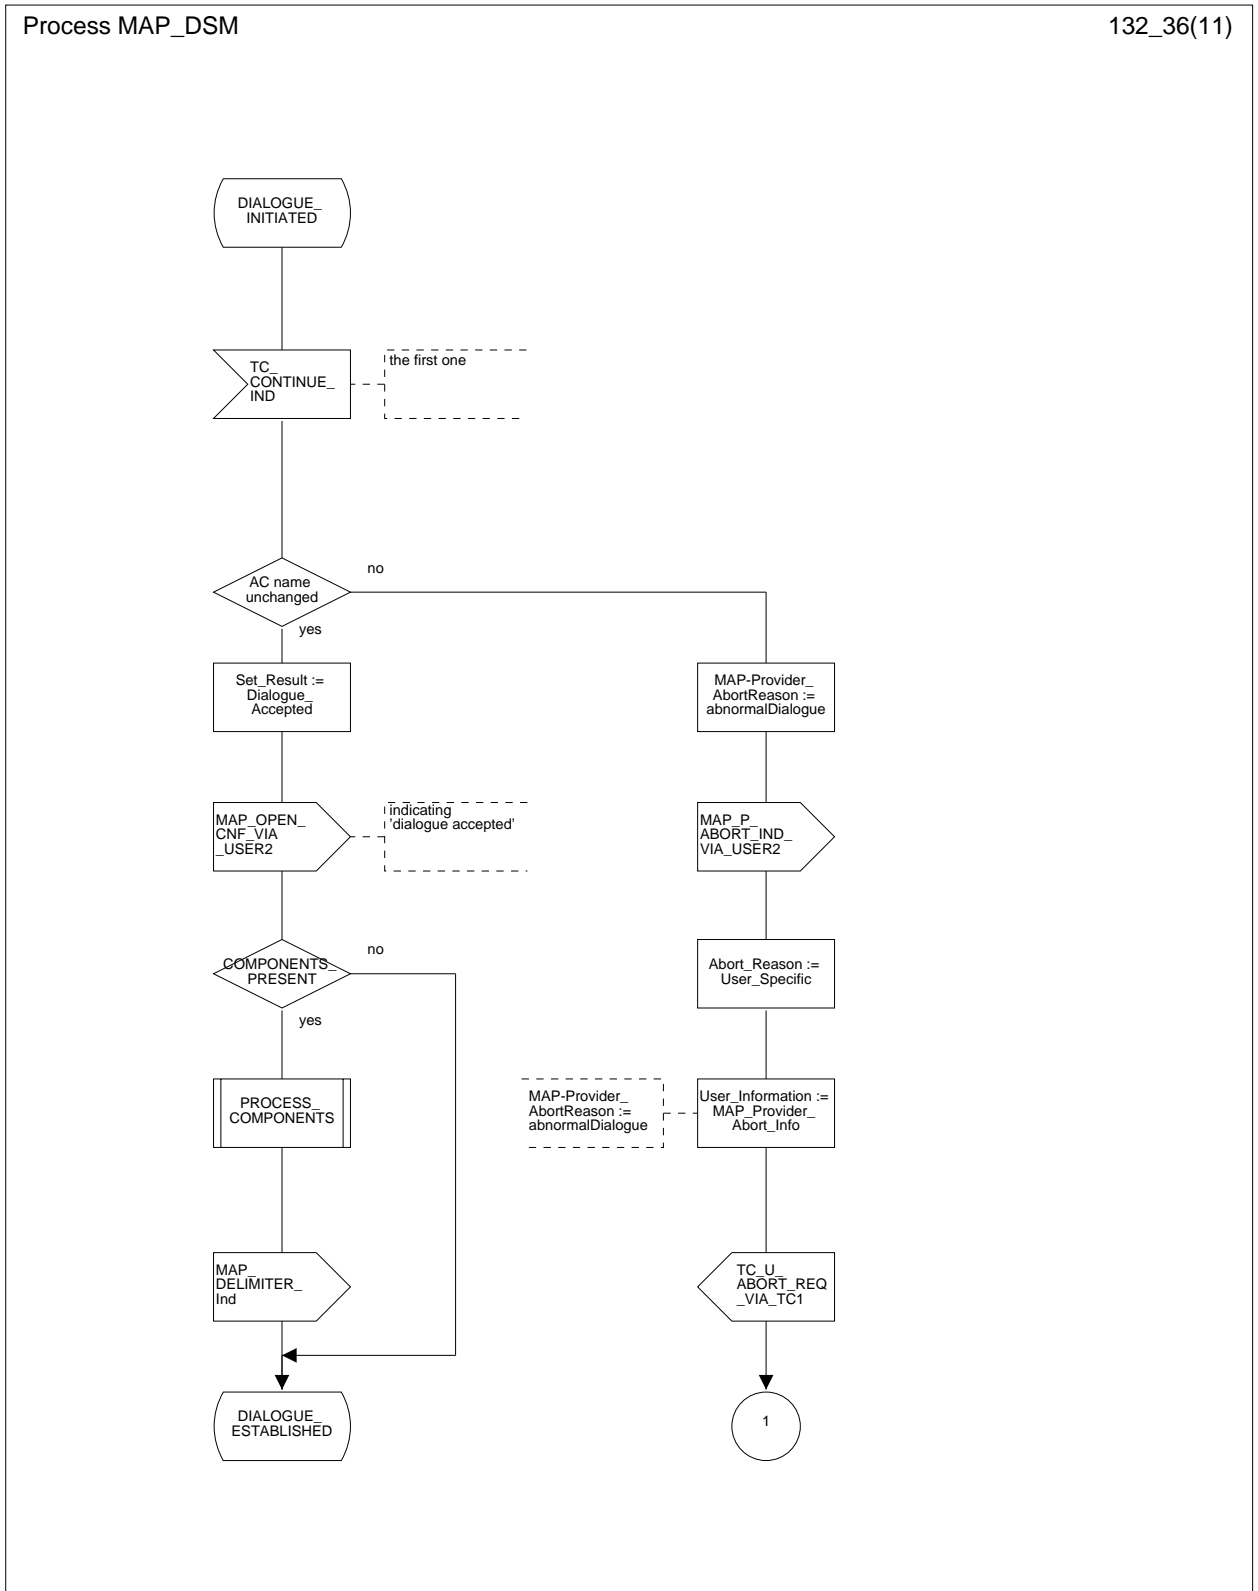 Process MAP_DSM
132_36(11)
DIALOGUE_
INITIATED
TC_
CONTINUE_
IND
the first one
AC name
unchanged
no
yes
Set_Result :=
Dialogue_
Accepted
MAP-Provider_
AbortReason :=
abnormalDialogue
MAP_OPEN_
CNF_VIA
_USER2
indicating
'dialogue accepted'
MAP_P_
ABORT_IND_
VIA_USER2
COMPONENTS_
PRESENT
no
yes
Abort_Reason :=
User_Specific
PROCESS_
COMPONENTS
MAP-Provider_
AbortReason :=
abnormalDialogue
User_Information :=
MAP_Provider_
Abort_Info
MAP_
DELIMITER_
Ind
TC_U_
ABORT_REQ
_VIA_TC1
DIALOGUE_
ESTABLISHED
1